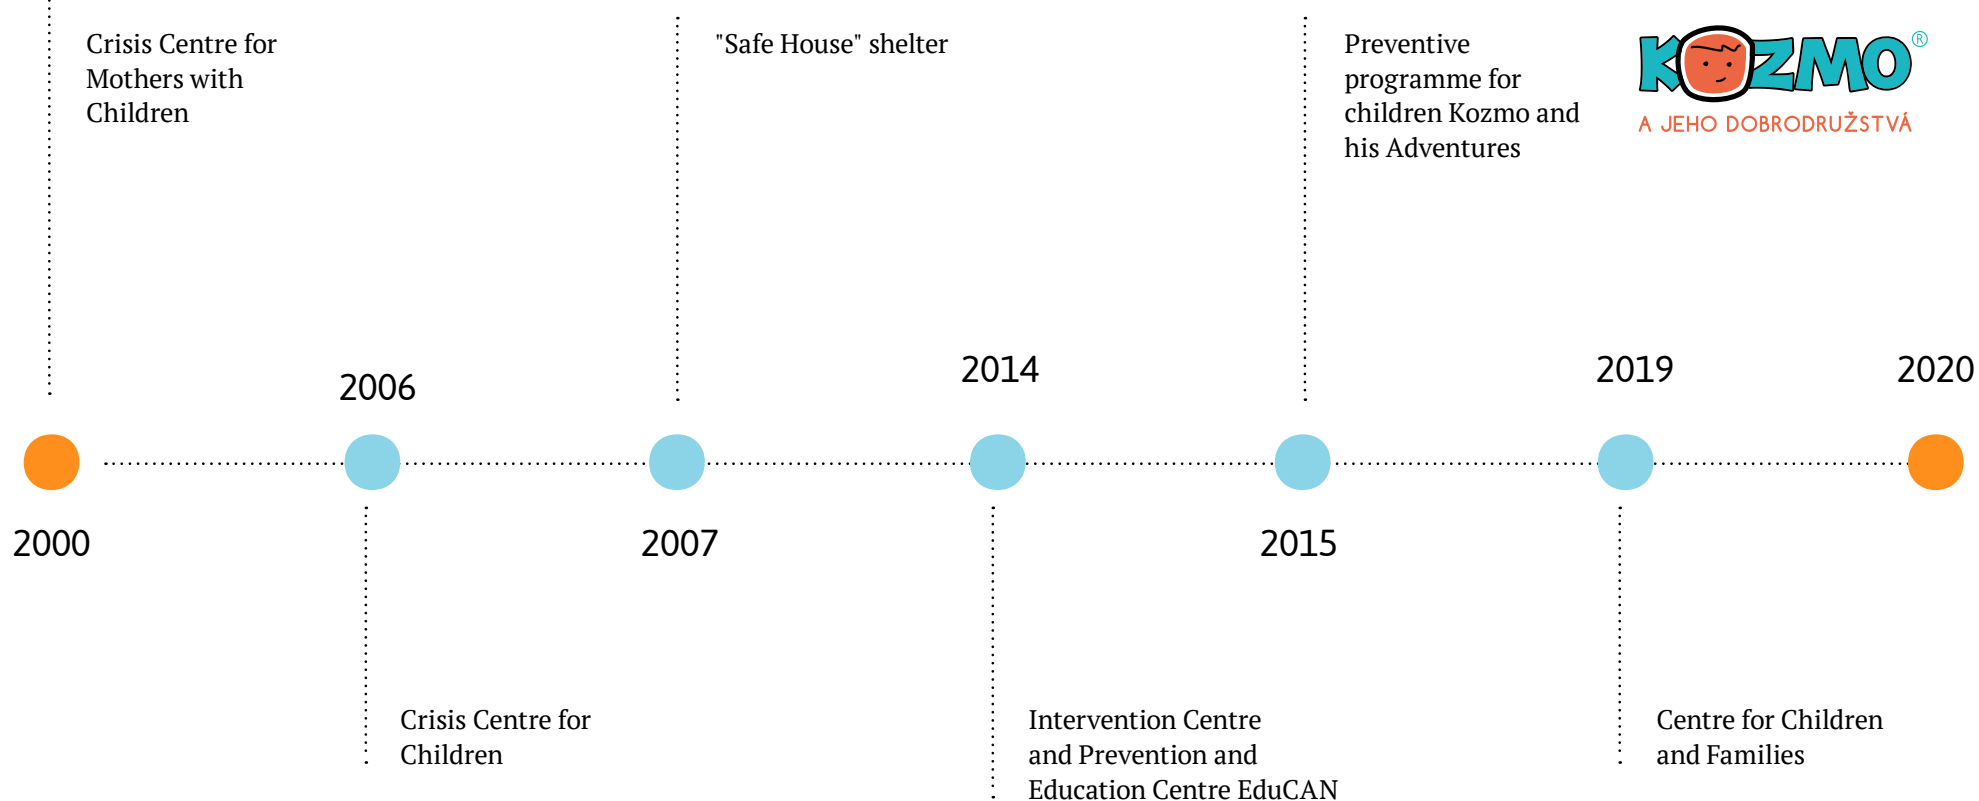 Crisis Centre for
Mothers with
Children
"Safe House" shelter
Preventive
programme for
children Kozmo and
his Adventures
KOZMO®
A JEHO DOBRODRUŽSTVÁ
2006
2014
2019
2020
2000
2007
2015
Crisis Centre for
Children
Intervention Centre
and Prevention and
Education Centre EduCAN
Centre for Children
and Families